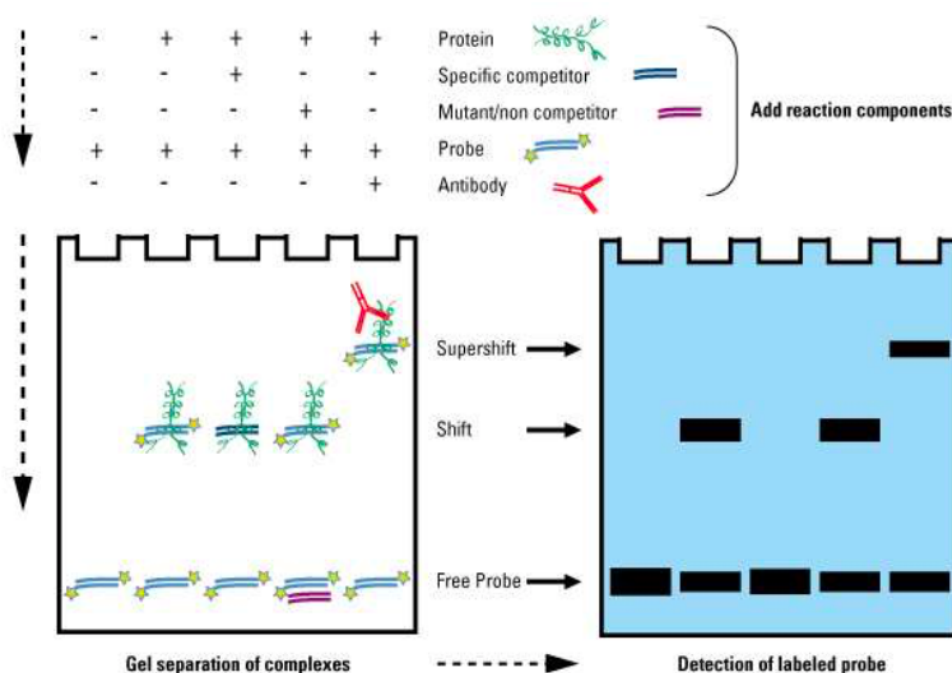 - + + + + Protein
- - + - - Specific competitor
- - - + - Mutant/non competitor
Add reaction components
+ + + + + Probe
- - - - + Antibody
Supershift
Shift
Free Probe
Gel separation of complexes
Detection of labeled probe